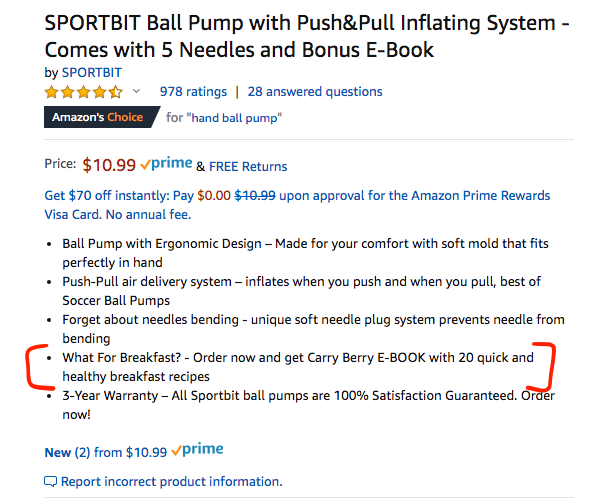 SPORTBIT Ball Pump with Push&Pull Inflating System -
Comes with 5 Needles and Bonus E-Book
by SPORTBIT
978 ratings | 28 answered questions
Amazon's Choice for "hand ball pump"
Price: $10.99 prime & FREE Returns
Get $70 off instantly: Pay $0.00 $10.99 upon approval for the Amazon Prime Rewards
Visa Card. No annual fee.
• Ball Pump with Ergonomic Design – Made for your comfort with soft mold that fits
perfectly in hand
• Push-Pull air delivery system – inflates when you push and when you pull, best of
Soccer Ball Pumps
• Forget about needles bending - unique soft needle plug system prevents needle from
bending
• What For Breakfast? - Order now and get Carry Berry E-BOOK with 20 quick and
healthy breakfast recipes
• 3-Year Warranty – All Sportbit ball pumps are 100% Satisfaction Guaranteed. Order
now!
New (2) from $10.99 prime
Report incorrect product information.